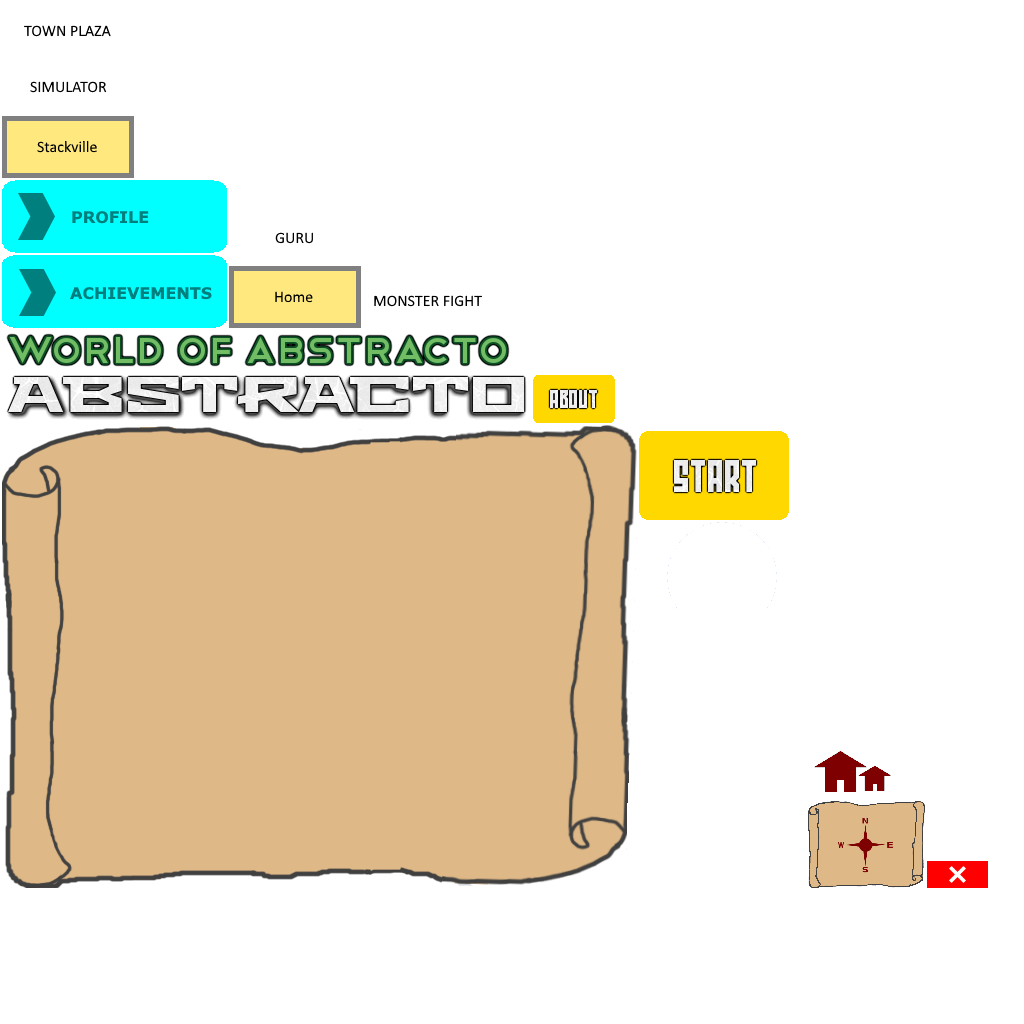 TOWN PLAZA
SIMULATOR
Stackville
PROFILE
GURU
ACHIEVEMENTS
Home
MONSTER FIGHT
WORLD OF ABSTRACTO
ABSTRACTO
ABOUT
START
N
W E
S